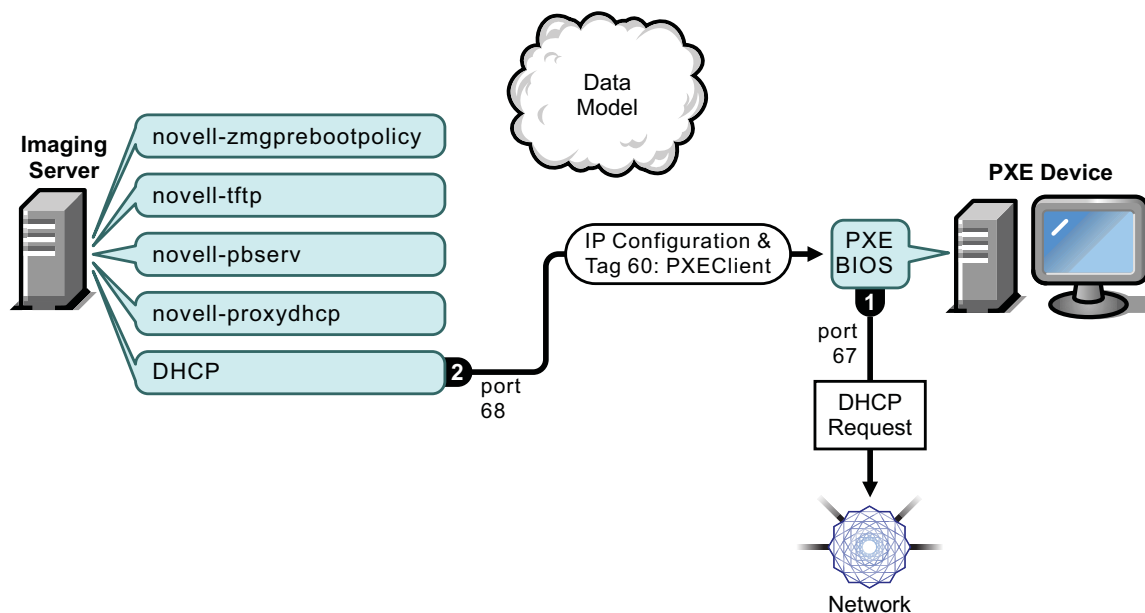 Data
Model
Imaging
Server
novell-zmgprebootpolicy
novell-tftp
novell-pbserv
novell-proxydhcp
DHCP
2
port
68
IP Configuration &
Tag 60: PXEClient
PXE
BIOS
PXE Device
1
port
67
DHCP
Request
Network